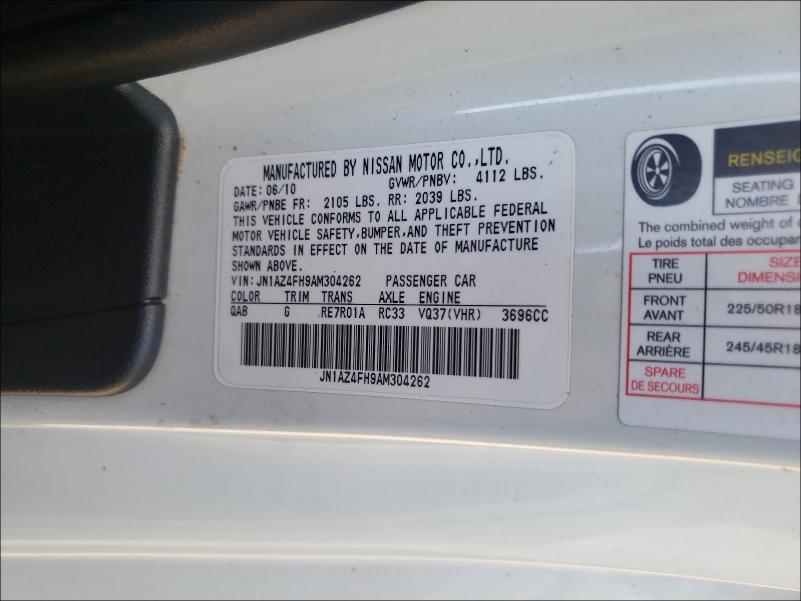 MANUFACTURED BY NISSAN MOTOR CO.,LTD.
DATE: 06/10 GVWR/PNBV: 4112 LBS.
GAWR/PNBE FR: 2105 LBS. RR: 2039 LBS.
THIS VEHICLE CONFORMS TO ALL APPLICABLE FEDERAL
MOTOR VEHICLE SAFETY,BUMPER,AND THEFT PREVENTION
STANDARDS IN EFFECT ON THE DATE OF MANUFACTURE
SHOWN ABOVE.
VIN: JN1AZ4FH9AM304262 PASSENGER CAR
COLOR TRIM TRANS AXLE ENGINE
QAB G RE7R01A RC33 VQ37(VHR) 3696CC
JN1AZ4FH9AM304262
RENSEIG
SEATING
NOMBRE
The combined weight of
Le poids total des occupan
TIRE SIZE
PNEU DIMENSI
FRONT
AVANT 225/50R18
REAR
ARRIÈRE 245/45R18
SPARE
DE SECOURS